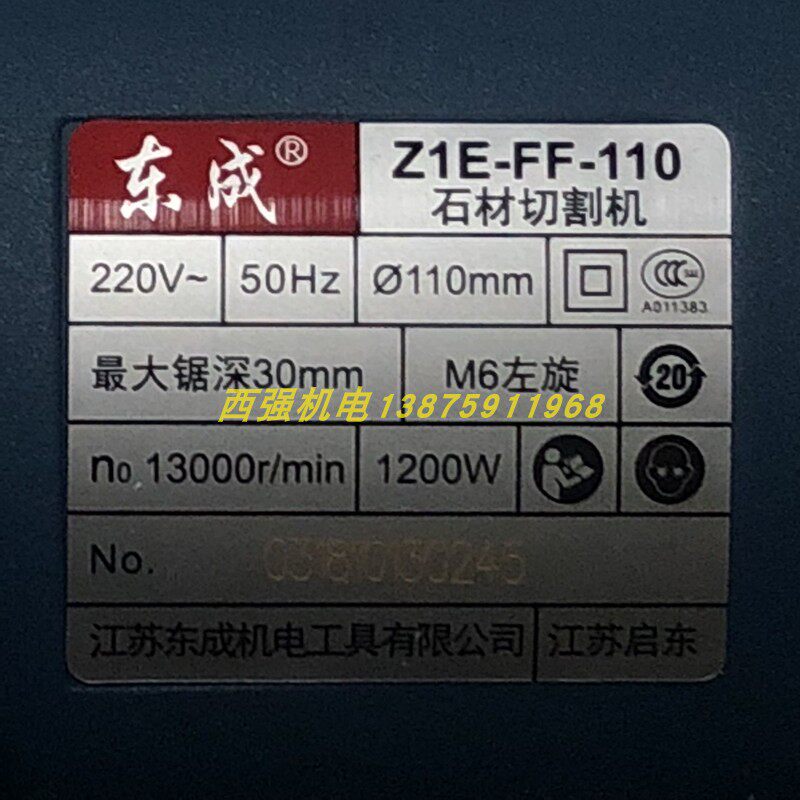 东成®
Z1E-FF-110
石材切割机
220V~
50Hz
Ø110mm
CCC
A011383
最大锯深30mm
M6左旋
20
西强机电13875911968
n₀ 13000r/min
1200W
No. 031810130245
江苏东成机电工具有限公司
江苏启东